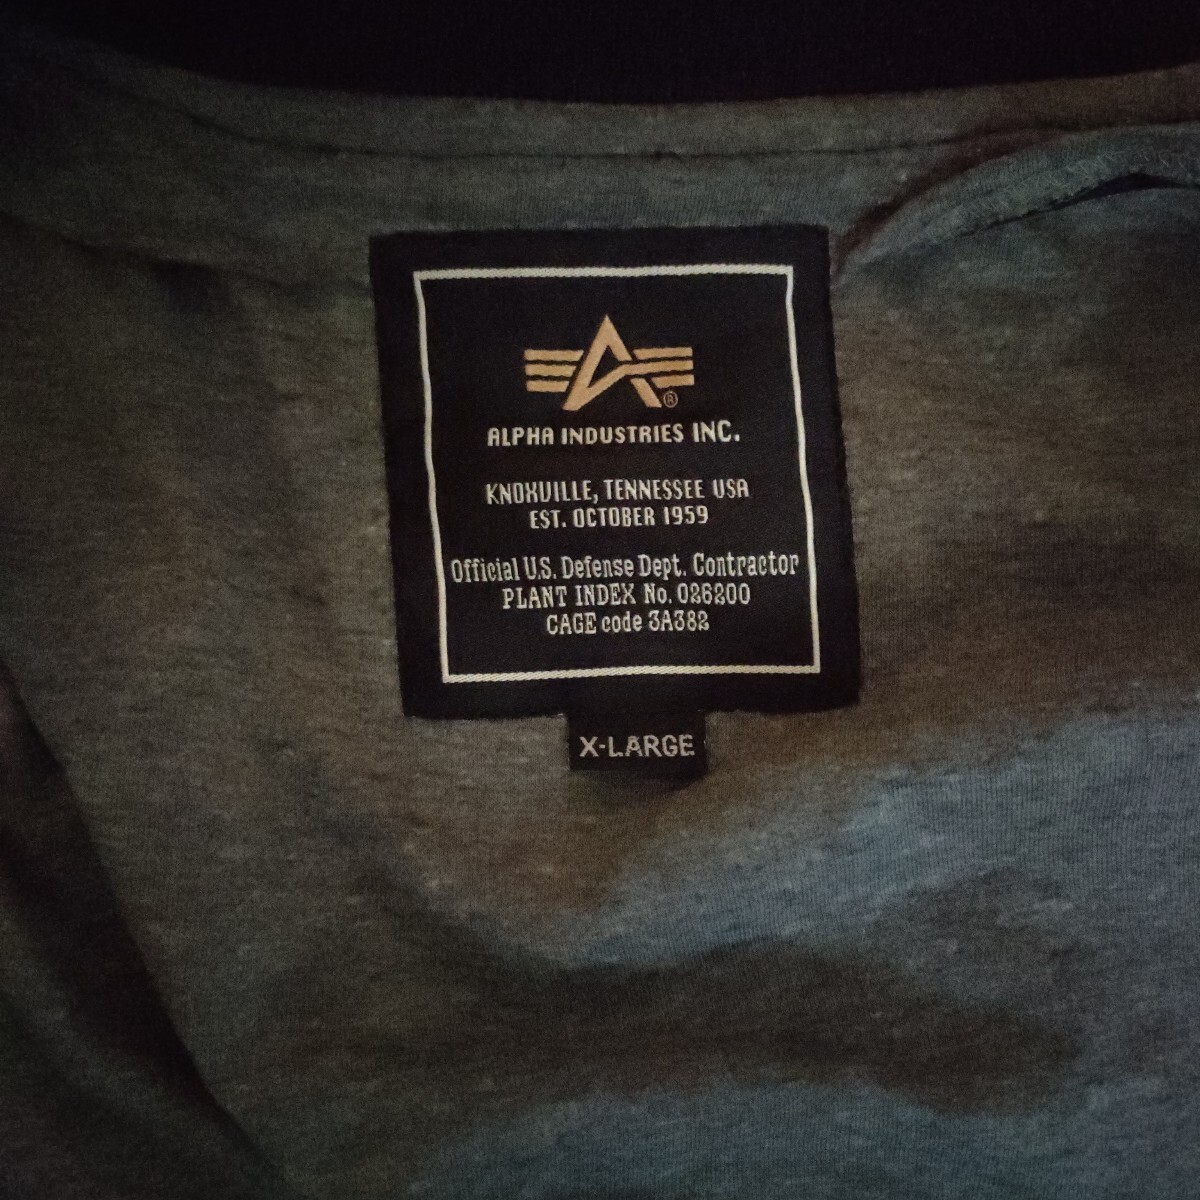 ®
ALPHA INDUSTRIES INC.
KNOXVILLE, TENNESSEE USA
EST. OCTOBER 1959
Official U.S. Defense Dept. Contractor
PLANT INDEX No. 026200
CAGE code 3A382
X-LARGE